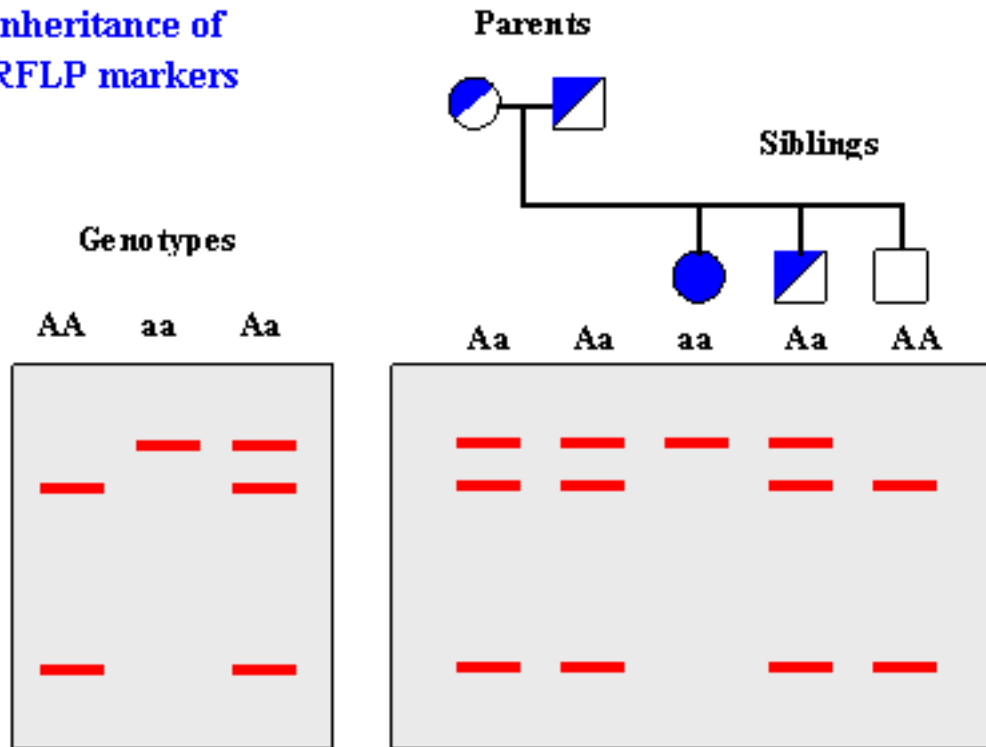 nheritance of
RFLP markers
Parents
Siblings
Genotypes
AA aa Aa
Aa Aa aa Aa AA